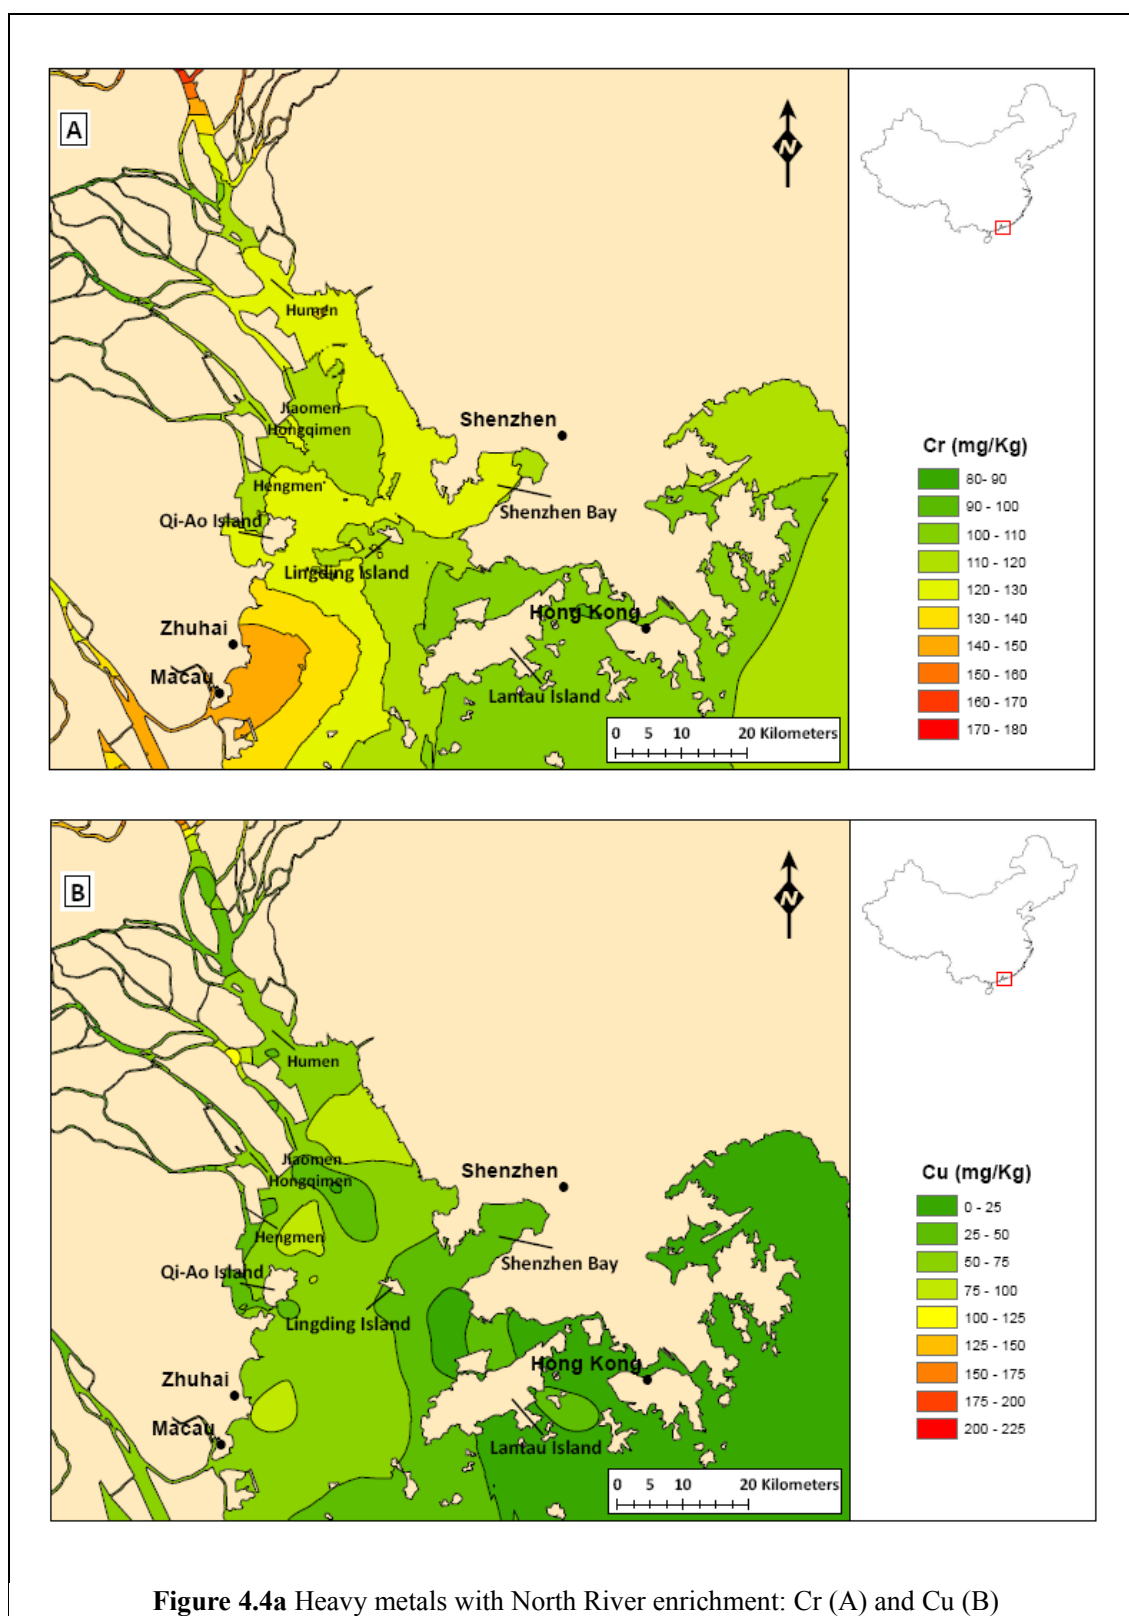 A
N
Humen
Jiaomen
Hongqimen
Shenzhen
Hengmen
Shenzhen Bay
Qi-Ao Island
Lingding Island
Zhuhai
Hong Kong
Macau
Lantau Island
0 5 10 20 Kilometers
Cr (mg/Kg)
80- 90
90 - 100
100 - 110
110 - 120
120 - 130
130 - 140
140 - 150
150 - 160
160 - 170
170 - 180
B
N
Humen
Jiaomen
Hongqimen
Shenzhen
Hengmen
Shenzhen Bay
Qi-Ao Island
Lingding Island
Zhuhai
Hong Kong
Macau
Lantau Island
0 5 10 20 Kilometers
Cu (mg/Kg)
0 - 25
25 - 50
50 - 75
75 - 100
100 - 125
125 - 150
150 - 175
175 - 200
200 - 225
Figure 4.4a Heavy metals with North River enrichment: Cr (A) and Cu (B)